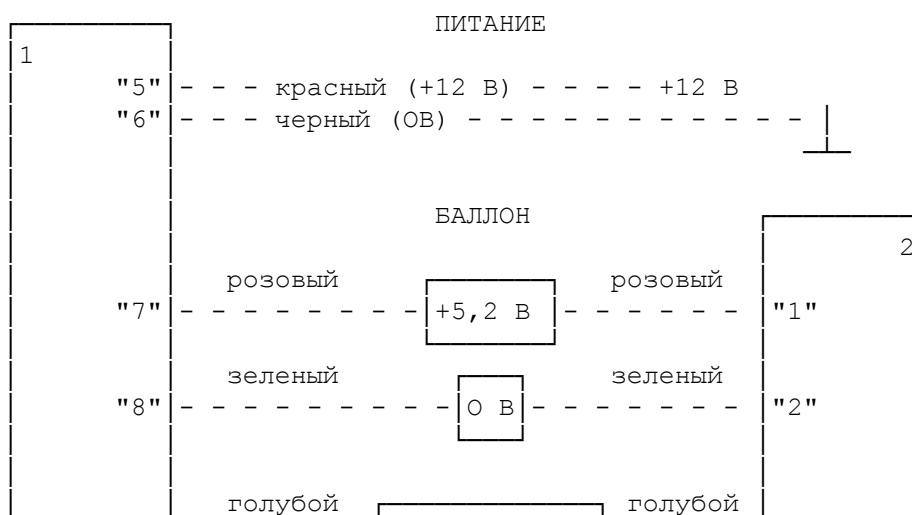 ПИТАНИЕ
1
"5" - - - красный (+12 В) - - - - +12 В
"6" - - - черный (ОВ) - - - - - - - - - - -
БАЛЛОН
2
розовый розовый
"7" - - - - - - - - +5,2 В - - - - - - "1"
зеленый зеленый
"8" - - - - - - - - - О В - - - - - - - "2"
голубой голубой